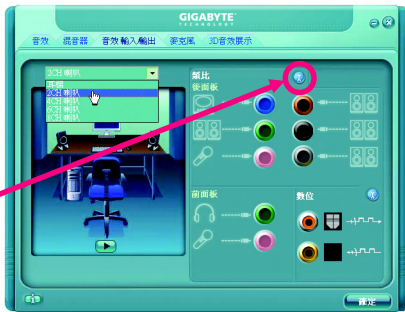 GIGABYTE
TECHNOLOGY
音效 混音器 音效輸入/輸出 麥克風 3D音效展示
2CH 喇叭
耳機
2CH 喇叭
4CH 喇叭
6CH 喇叭
8CH 喇叭
類比
後面板
前面板
數位
確定